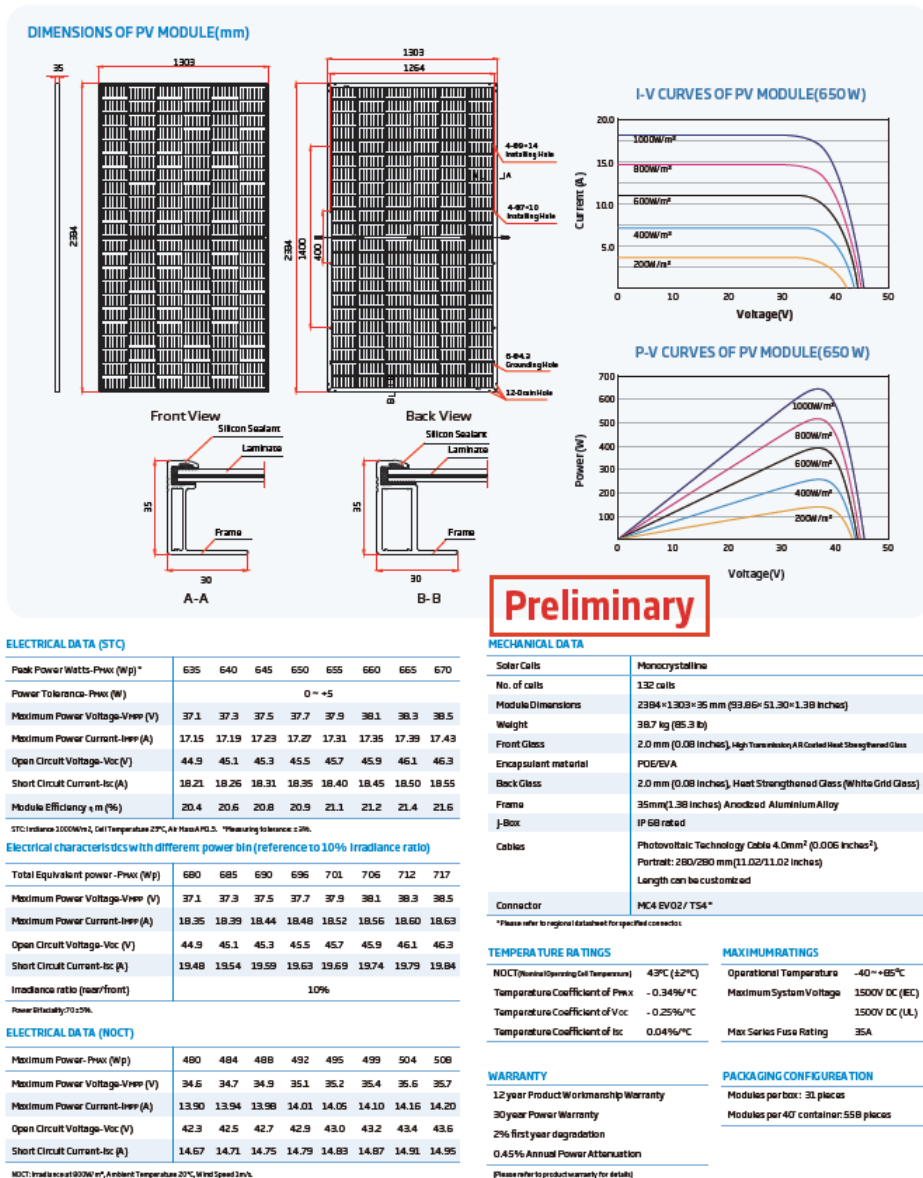 DIMENSIONS OF PV MODULE(mm)
35
1303
2384
Front View
1303
1264
2384
1400
400
4-Φ9×14
Installing Hole
A
A
4-Φ7×10
Installing Hole
6-Φ4.3
Grounding Hole
12-Drain Hole
B
B
Back View
Silicon Sealant
Laminate
35
Frame
30
A-A
Silicon Sealant
Laminate
35
Frame
30
B-B
I-V CURVES OF PV MODULE(650 W)
Current (A)
20.0
15.0
10.0
5.0
1000W/m²
800W/m²
600W/m²
400W/m²
200W/m²
0 10 20 30 40 50
Voltage(V)
P-V CURVES OF PV MODULE(650 W)
Power (W)
700
600
500
400
300
200
100
1000W/m²
800W/m²
600W/m²
400W/m²
200W/m²
0 10 20 30 40 50
Voltage(V)
Preliminary
ELECTRICAL DATA (STC)
Peak Power Watts-PMAX (Wp)* 635 640 645 650 655 660 665 670
Power Tolerance-PMAX (W) 0 ~ +5
Maximum Power Voltage-VMPP (V) 37.1 37.3 37.5 37.7 37.9 38.1 38.3 38.5
Maximum Power Current-IMPP (A) 17.15 17.19 17.23 17.27 17.31 17.35 17.39 17.43
Open Circuit Voltage-Voc (V) 44.9 45.1 45.3 45.5 45.7 45.9 46.1 46.3
Short Circuit Current-Isc (A) 18.21 18.26 18.31 18.35 18.40 18.45 18.50 18.55
Module Efficiency η m (%) 20.4 20.6 20.8 20.9 21.1 21.2 21.4 21.6
STC: Irradiance 1000W/m2, Cell Temperature 25°C, Air Mass AM1.5. *Measuring tolerance: ±3%.
Electrical characteristics with different power bin (reference to 10% Irradiance ratio)
Total Equivalent power -PMAX (Wp) 680 685 690 696 701 706 712 717
Maximum Power Voltage-VMPP (V) 37.1 37.3 37.5 37.7 37.9 38.1 38.3 38.5
Maximum Power Current-IMPP (A) 18.35 18.39 18.44 18.48 18.52 18.56 18.60 18.63
Open Circuit Voltage-Voc (V) 44.9 45.1 45.3 45.5 45.7 45.9 46.1 46.3
Short Circuit Current-Isc (A) 19.48 19.54 19.59 19.63 19.69 19.74 19.79 19.84
Irradiance ratio (rear/front) 10%
Power Bifaciality:70±5%.
ELECTRICAL DATA (NOCT)
Maximum Power- PMAX (Wp) 480 484 488 492 495 499 504 508
Maximum Power Voltage-VMPP (V) 34.6 34.7 34.9 35.1 35.2 35.4 35.6 35.7
Maximum Power Current-IMPP (A) 13.90 13.94 13.98 14.01 14.05 14.10 14.16 14.20
Open Circuit Voltage-Voc (V) 42.3 42.5 42.7 42.9 43.0 43.2 43.4 43.6
Short Circuit Current-Isc (A) 14.67 14.71 14.75 14.79 14.83 14.87 14.91 14.95
NOCT: Irradiance at 800W/m², Ambient Temperature 20°C, Wind Speed 1m/s.
MECHANICAL DATA
Solar Cells Monocrystalline
No. of cells 132 cells
Module Dimensions 2384×1303×35 mm (93.86×51.30×1.38 inches)
Weight 38.7 kg (85.3 lb)
Front Glass 2.0 mm (0.08 inches), High Transmission, AR Coated Heat Strengthened Glass
Encapsulant material POE/EVA
Back Glass 2.0 mm (0.08 inches), Heat Strengthened Glass (White Grid Glass)
Frame 35mm(1.38 inches) Anodized Aluminium Alloy
J-Box IP 68 rated
Cables Photovoltaic Technology Cable 4.0mm² (0.006 inches²),
Portrait: 280/280 mm(11.02/11.02 inches)
Length can be customized
Connector MC4 EV02 / TS4*
*Please refer to regional datasheet for specified connector.
TEMPERATURE RATINGS
NOCT(Nominal Operating Cell Temperature) 43°C (±2°C)
Temperature Coefficient of PMAX - 0.34%/°C
Temperature Coefficient of Voc - 0.25%/°C
Temperature Coefficient of Isc 0.04%/°C
MAXIMUMRATINGS
Operational Temperature -40~+85°C
Maximum System Voltage 1500V DC (IEC)
1500V DC (UL)
Max Series Fuse Rating 35A
WARRANTY
12 year Product Workmanship Warranty
30 year Power Warranty
2% first year degradation
0.45% Annual Power Attenuation
(Please refer to product warranty for details)
PACKAGING CONFIGUREATION
Modules per box: 31 pieces
Modules per 40' container: 558 pieces